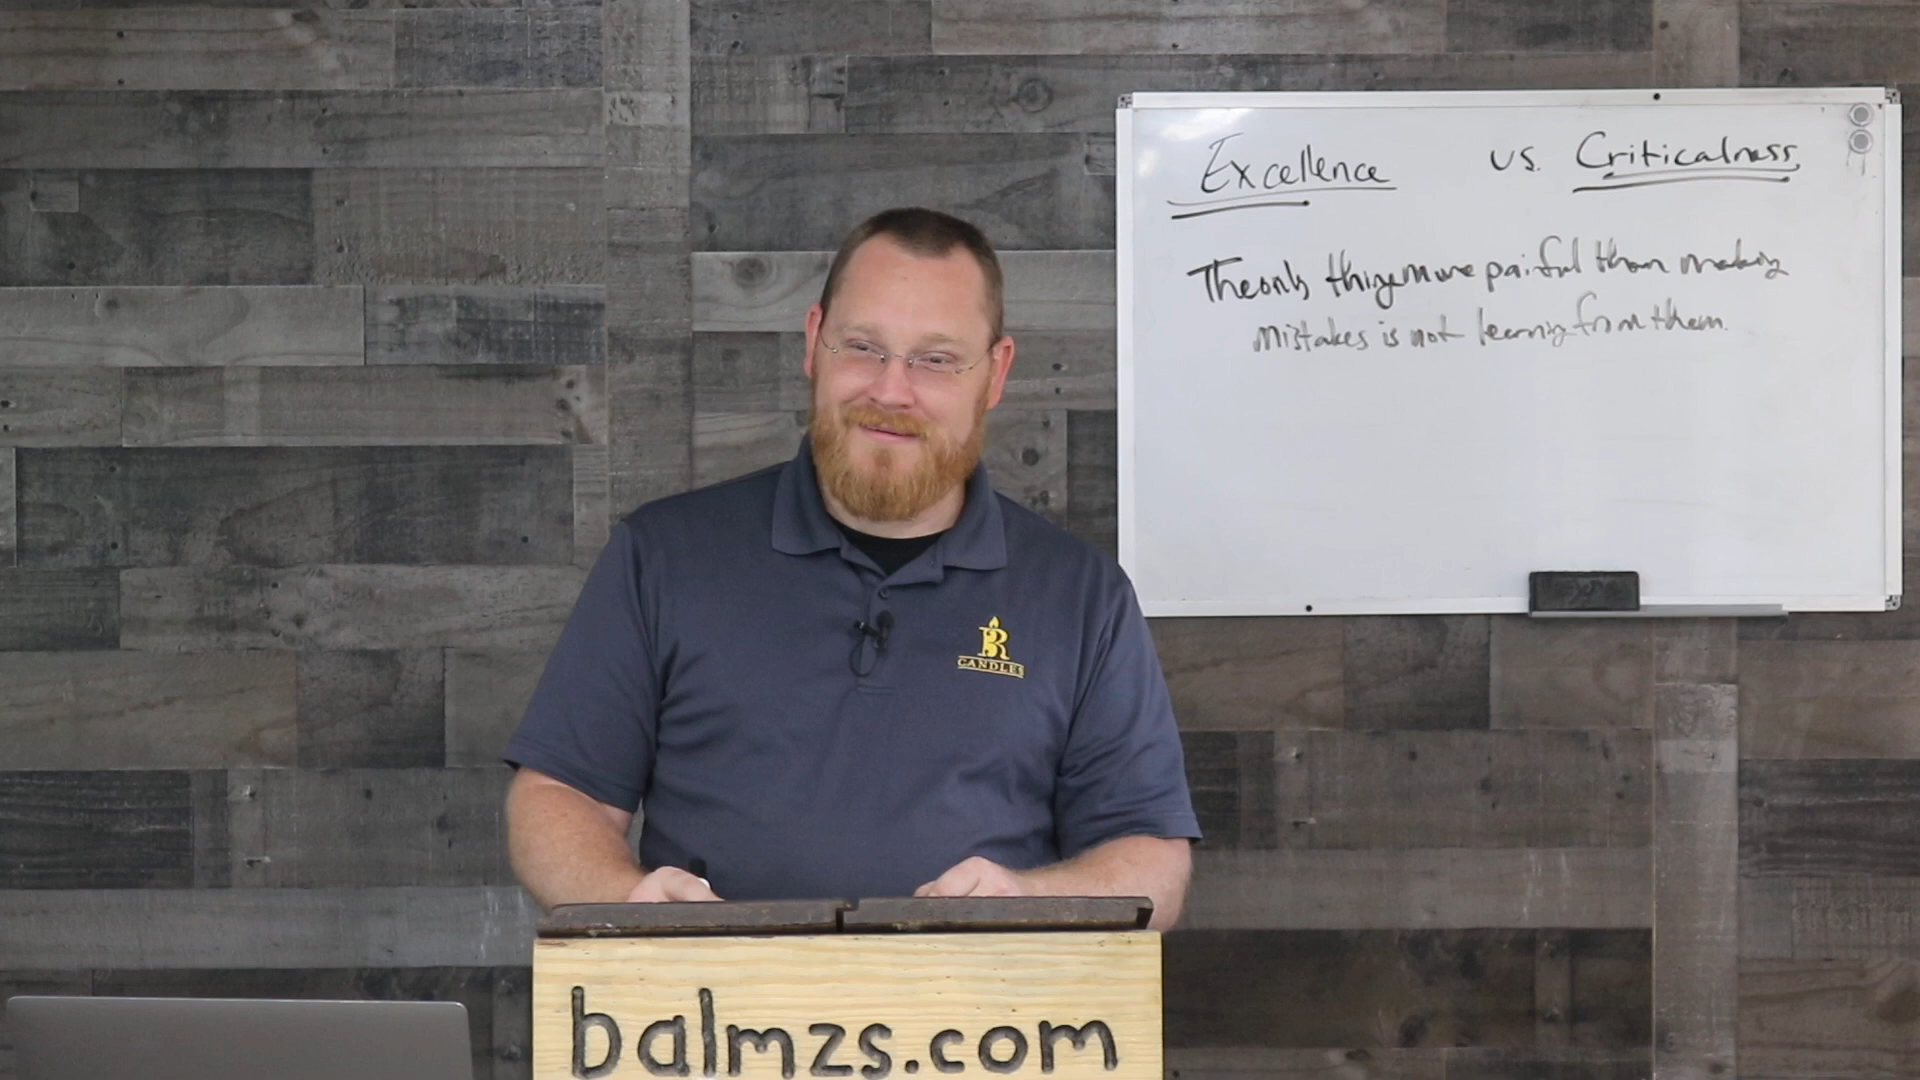 Excellence vs. Criticalness
The only thing more painful than making
mistakes is not learning from them.
BR
CANDLES
balmzs.com